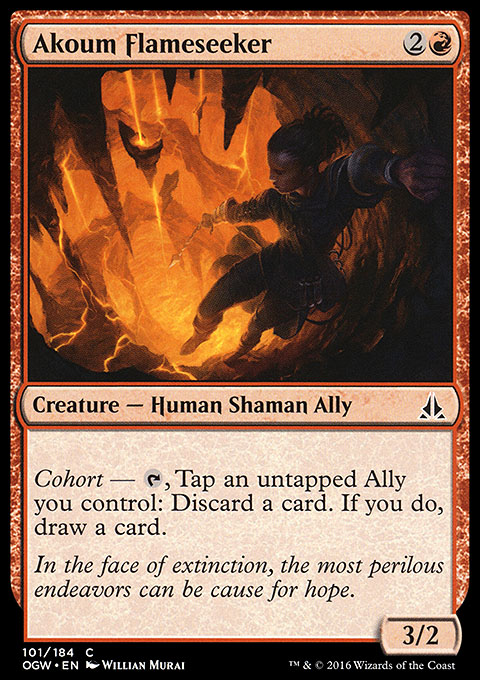 Akoum Flameseeker 2
Creature — Human Shaman Ally
Cohort — , Tap an untapped Ally
you control: Discard a card. If you do,
draw a card.
In the face of extinction, the most perilous
endeavors can be cause for hope.
3/2
101/184 C
OGW • EN Willian Murai
™ & © 2016 Wizards of the Coast